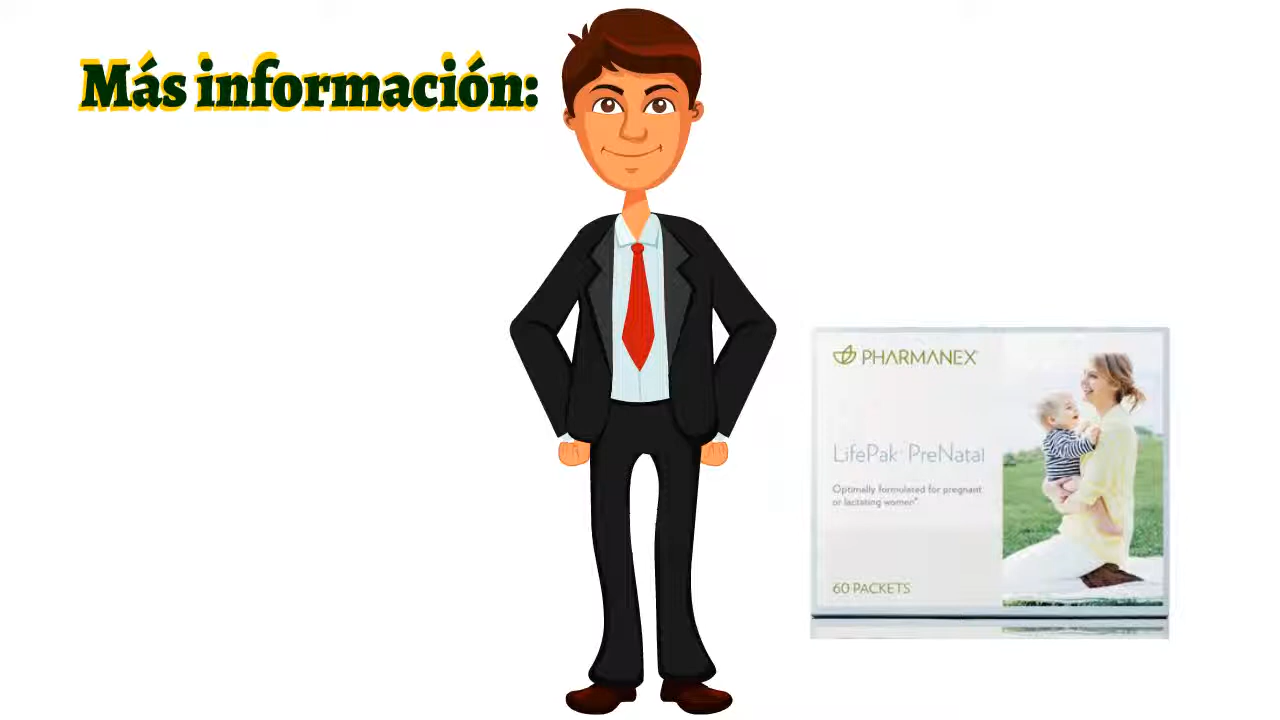 Más información:
PHARMANEX®
LifePak® PreNatal
Optimally formulated for pregnant
or lactating women*
60 PACKETS